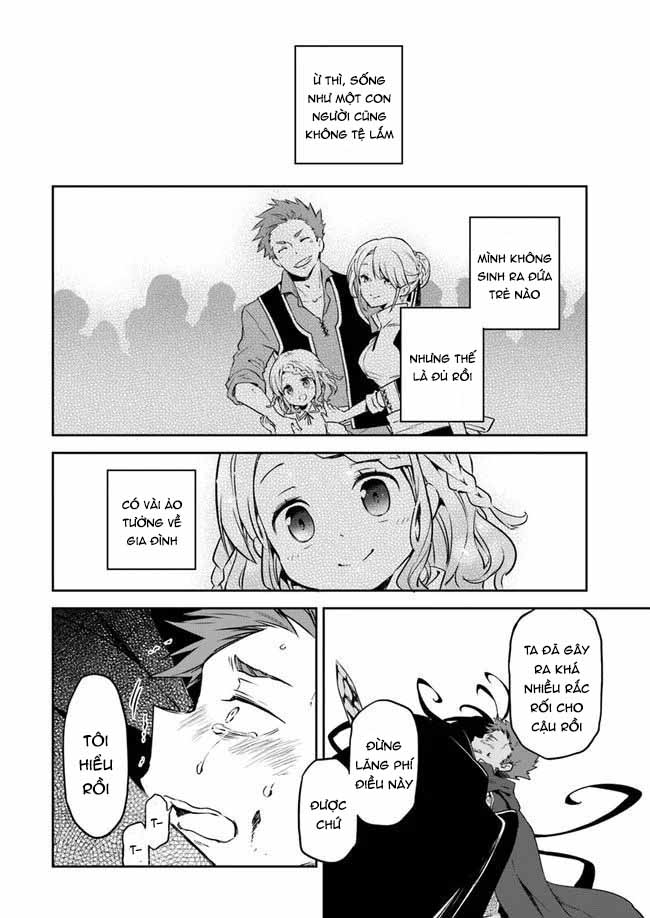 Ừ THÌ, SỐNG
NHƯ MỘT CON
NGƯỜI CŨNG
KHÔNG TỆ LẮM
MÌNH KHÔNG
SINH RA ĐỨA
TRẺ NÀO
NHƯNG THẾ
LÀ ĐỦ RỒI
CÓ VÀI ẢO
TƯỞNG VỀ
GIA ĐÌNH
TA ĐÃ GÂY
RA KHÁ
NHIỀU RẮC
RỐI CHO
CẬU RỒI
ĐỪNG LÃNG PHÍ
ĐIỀU NÀY
ĐƯỢC
CHỨ
T-
T-
TÔI
HIỂU
RỒI